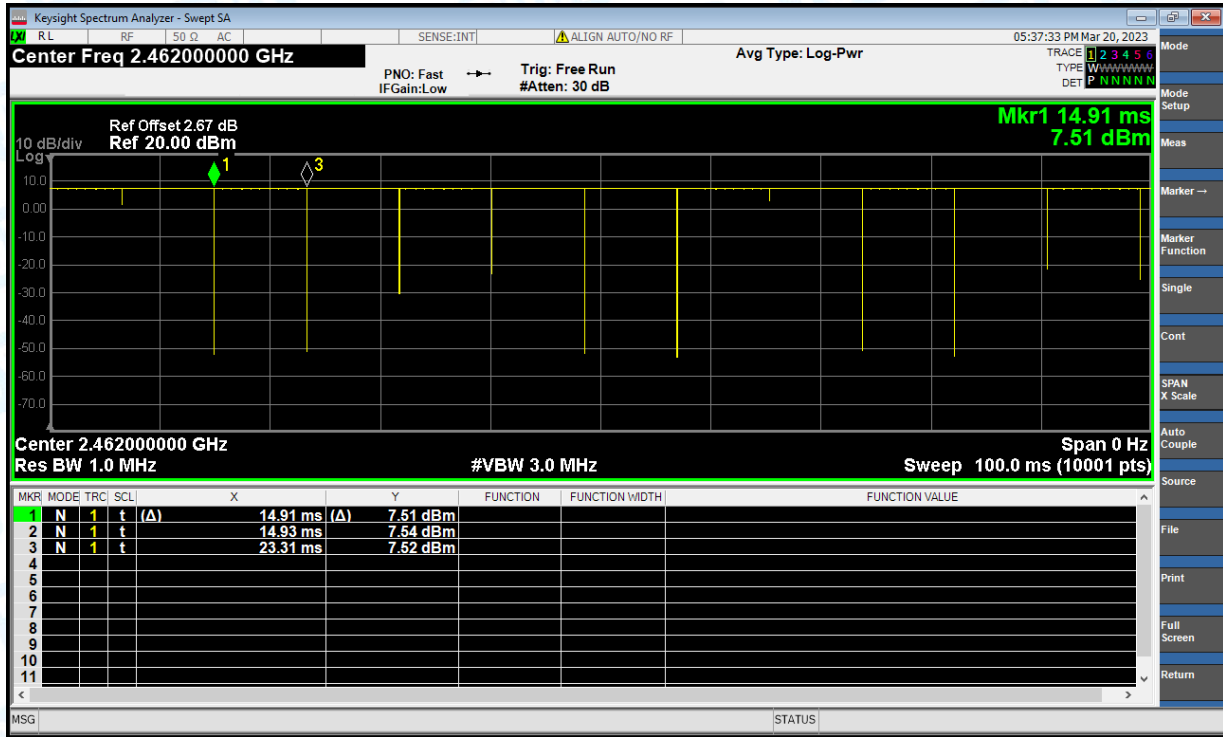 Keysight Spectrum Analyzer - Swept SA
LXI RL RF 50 Ω AC SENSE:INT ALIGN AUTO/NO RF 05:37:33 PM Mar 20, 2023
Center Freq 2.462000000 GHz
PNO: Fast
IFGain:Low
Trig: Free Run
#Atten: 30 dB
Avg Type: Log-Pwr
TRACE 1 2 3 4 5 6
TYPE WWWWWW
DET P N N N N N
Mkr1 14.91 ms
7.51 dBm
Ref Offset 2.67 dB
10 dB/div Ref 20.00 dBm
Log
1
3
10.0
0.00
-10.0
-20.0
-30.0
-40.0
-50.0
-60.0
-70.0
Center 2.462000000 GHz Span 0 Hz
Res BW 1.0 MHz #VBW 3.0 MHz Sweep 100.0 ms (10001 pts)
MKR MODE TRC SCL X Y FUNCTION FUNCTION WIDTH FUNCTION VALUE
1 N 1 t (Δ) 14.91 ms (Δ) 7.51 dBm
2 N 1 t 14.93 ms 7.54 dBm
3 N 1 t 23.31 ms 7.52 dBm
4
5
6
7
8
9
10
11
MSG STATUS
Mode
Mode
Setup
Meas
Marker →
Marker
Function
Single
Cont
SPAN
X Scale
Auto
Couple
Source
File
Print
Full
Screen
Return